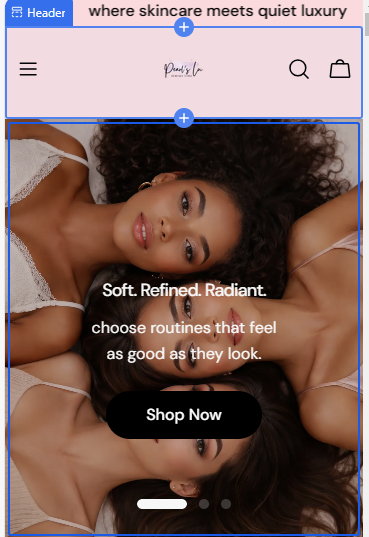 Header
where skincare meets quiet luxury
Soft. Refined. Radiant.
choose routines that feel
as good as they look.
Shop Now